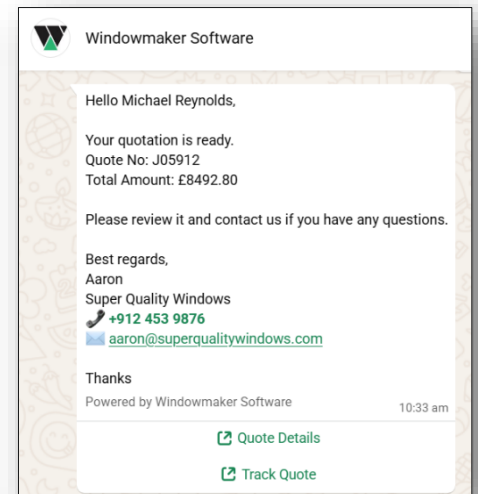 Windowmaker Software
Hello Michael Reynolds,
Your quotation is ready.
Quote No: J05912
Total Amount: £8492.80
Please review it and contact us if you have any questions.
Best regards,
Aaron
Super Quality Windows
+912 453 9876
aaron@superqualitywindows.com
Thanks
Powered by Windowmaker Software
10:33 am
Quote Details
Track Quote